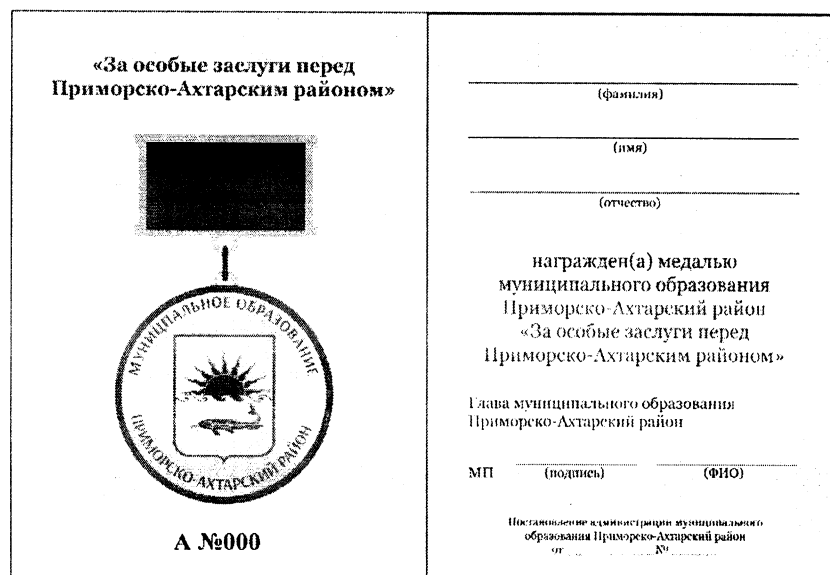 «За особые заслуги перед
Приморско-Ахтарским районом»
МУНИЦИПАЛЬНОЕ ОБРАЗОВАНИЕ
ПРИМОРСКО-АХТАРСКИЙ РАЙОН
А №000
(фамилия)
(имя)
(отчество)
награжден(а) медалью
муниципального образования
Приморско-Ахтарский район
«За особые заслуги перед
Приморско-Ахтарским районом»
Глава муниципального образования
Приморско-Ахтарский район
МП (подпись) (ФИО)
Постановление администрации муниципального
образования Приморско-Ахтарский район
от №